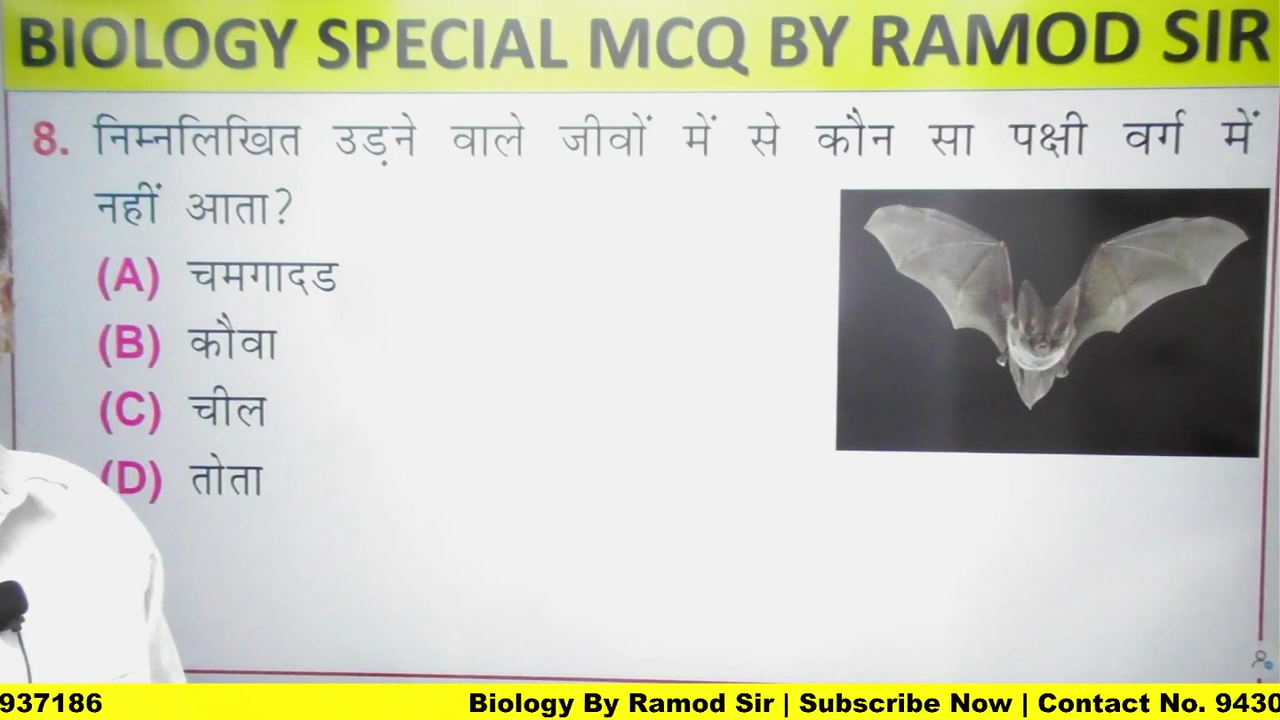 BIOLOGY SPECIAL MCQ BY RAMOD SIR
8. निम्नलिखित उड़ने वाले जीवों में से कौन सा पक्षी वर्ग में
नहीं आता?
(A) चमगादड
(B) कौवा
(C) चील
(D) तोता
937186 Biology By Ramod Sir | Subscribe Now | Contact No. 9430